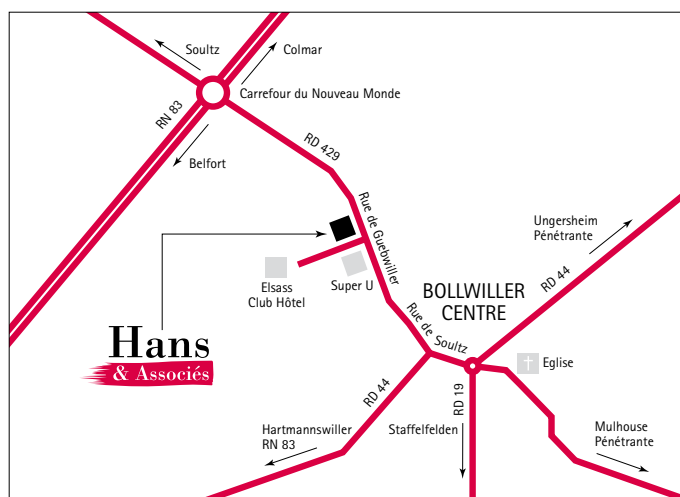 Soultz
Colmar
Carrefour du Nouveau Monde
RN 83
Belfort
RD 429
Rue de Guebwiller
Ungersheim
Pénétrante
RD 44
Elsass
Club Hôtel
Super U
BOLLWILLER
CENTRE
Rue de Soultz
Hans
& Associés
Eglise
RD 44
RD 19
Hartmannswiller
RN 83
Staffelfelden
Mulhouse
Pénétrante